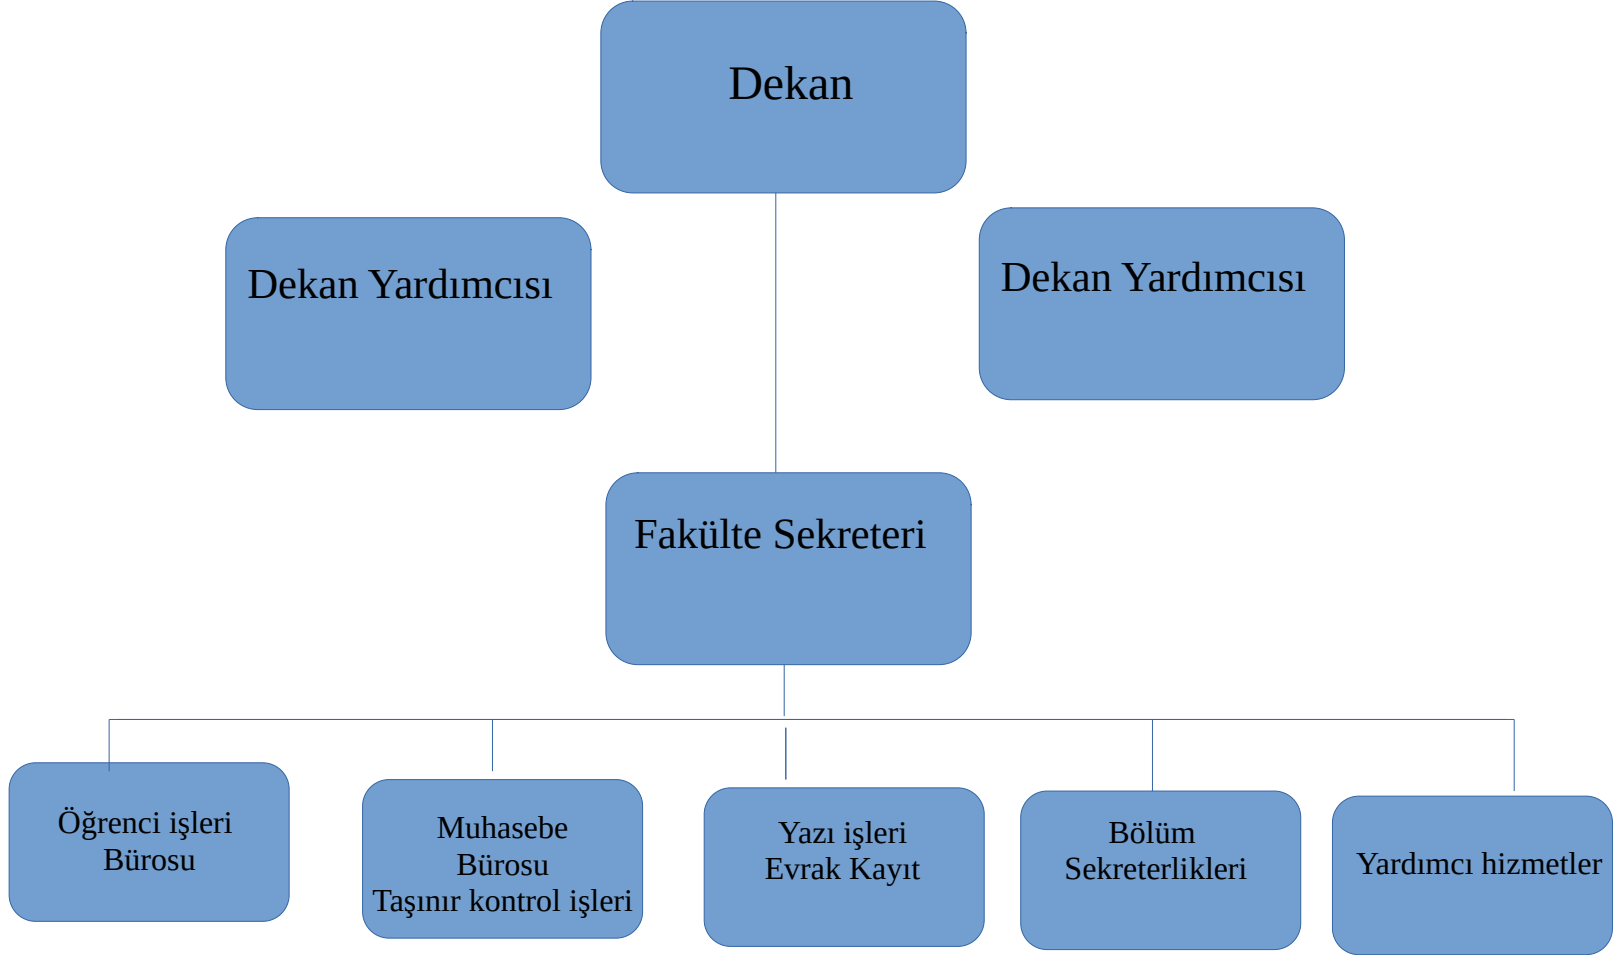 Dekan
Dekan Yardımcısı
Dekan Yardımcısı
Fakülte Sekreteri
Öğrenci işleri
Bürosu
Muhasebe
Bürosu
Taşınır kontrol işleri
Yazı işleri
Evrak Kayıt
Bölüm
Sekreterlikleri
Yardımcı hizmetler